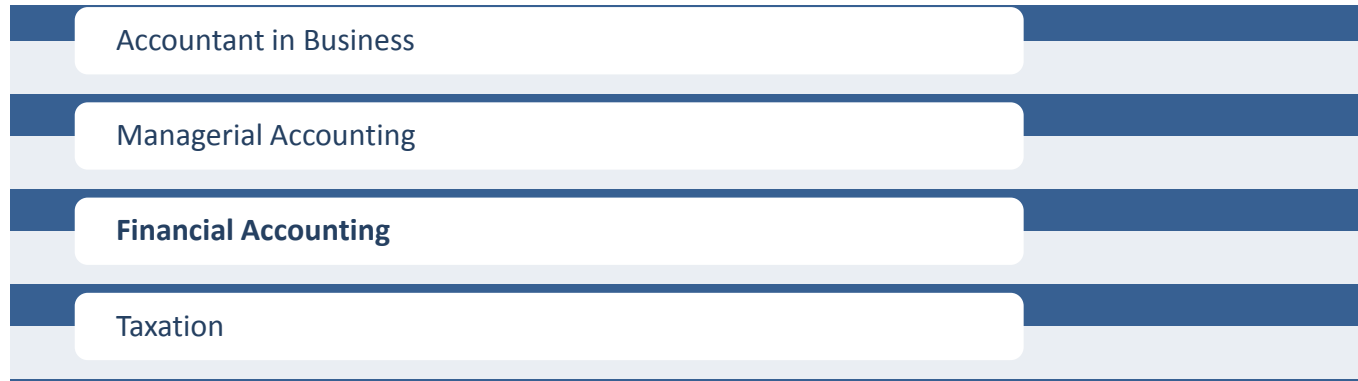 Accountant in Business
Managerial Accounting
Financial Accounting
Taxation